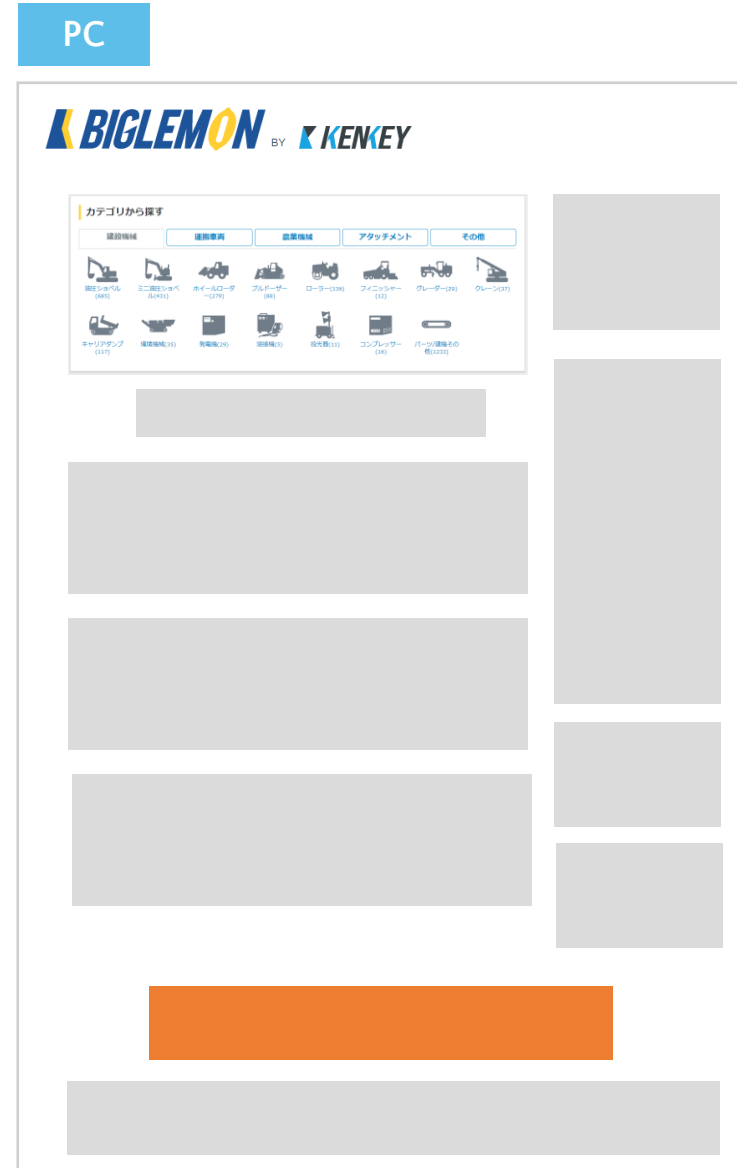 PC
BIGLEMON BY KENKEY
カテゴリから探す
建設機械 運搬車両 農業機械 アタッチメント その他
油圧ショベル ミニ油圧ショベ ホイールローダ ブルドーザー ローラー(136) フィニッシャー グレーダー(29) クレーン(37)
(685) ル(431) ー(279) (88) (12)
キャリアダンプ 環境機械(35) 発電機(29) 溶接機(5) 投光器(11) コンプレッサー パーツ/建機その
(117) (16) 他(1232)